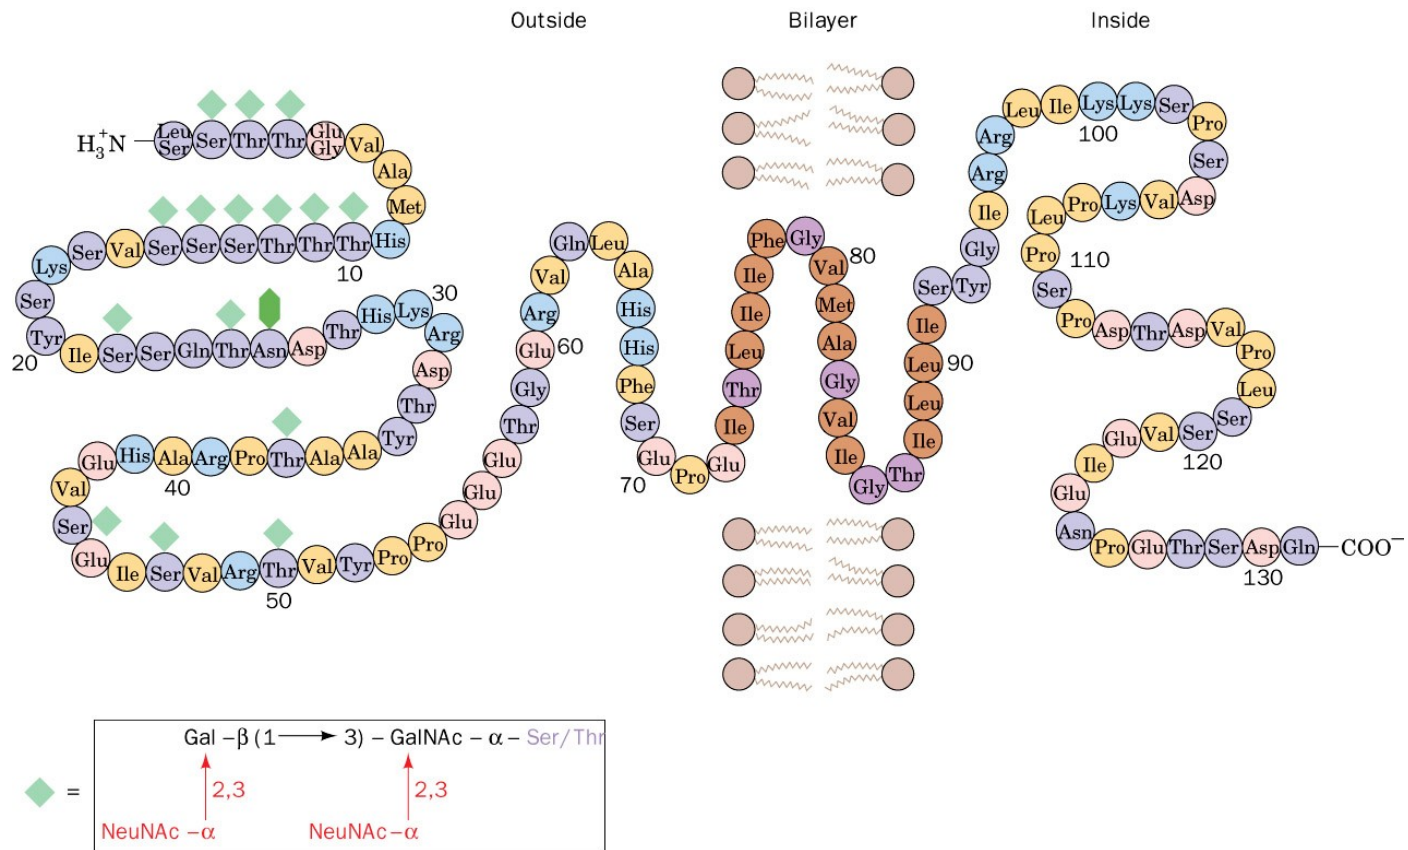 Outside
Bilayer
Inside
H₃⁺N
Leu
Ser
Ser Thr Thr
Glu
Gly
Val
Ala
Met
His
Thr Thr Thr Ser Ser Ser Val Ser
10
Lys
Ser
Tyr
20
Ile Ser Ser Gln Thr Asn Asp Thr His Lys
30
Arg
Asp
Thr
Tyr
Ala Ala Thr Pro Arg Ala His Glu
40
Val
Ser
Glu
Ile Ser Val Arg Thr Val Tyr Pro Pro
50
Glu
Glu
Glu
Thr
Gly
Glu
60
Arg
Val
Gln Leu
Ala
His
His
Phe
Ser
Glu Pro Glu
70
Ile
Thr
Leu
Ile
Ile
Phe Gly
Val
80
Met
Ala
Gly
Val
Ile
Gly Thr
Ile
Leu
Leu
90
Ile
Ser Tyr
Gly
Ile
Arg
Arg
Leu Ile Lys Lys Ser
100
Pro
Ser
Asp Val Lys Pro Leu
Pro
110
Ser
Pro Asp Thr Asp Val
Pro
Leu
Ser Ser Val Glu
120
Ile
Glu
Asn
Pro Glu Thr Ser Asp Gln
130
COO⁻
=
Gal –β (1 → 3) – GalNAc – α – Ser/Thr
2,3
2,3
NeuNAc –α
NeuNAc–α